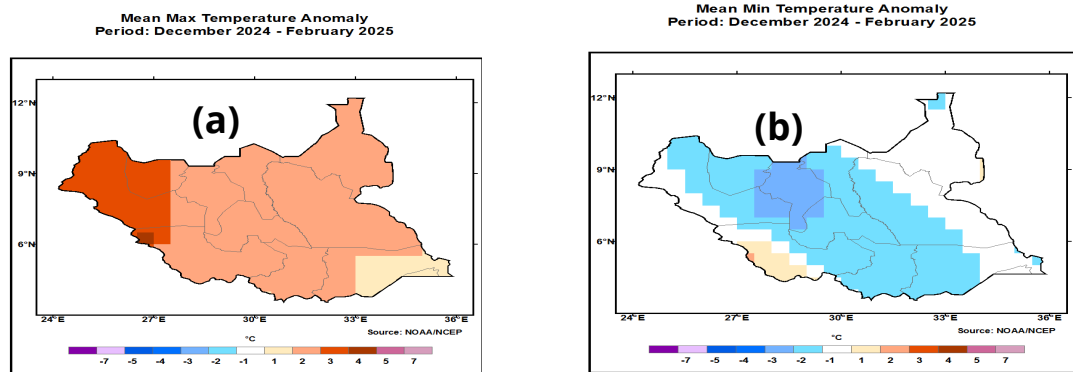 Mean Max Temperature Anomaly
Period: December 2024 - February 2025
(a)
12°N
9°N
6°N
24°E 27°E 30°E 33°E 36°E
Source: NOAA/NCEP
°C
-7 -5 -4 -3 -2 -1 1 2 3 4 5 7
Mean Min Temperature Anomaly
Period: December 2024 - February 2025
(b)
12°N
9°N
6°N
24°E 27°E 30°E 33°E 36°E
Source: NOAA/NCEP
°C
-7 -5 -4 -3 -2 -1 1 2 3 4 5 7